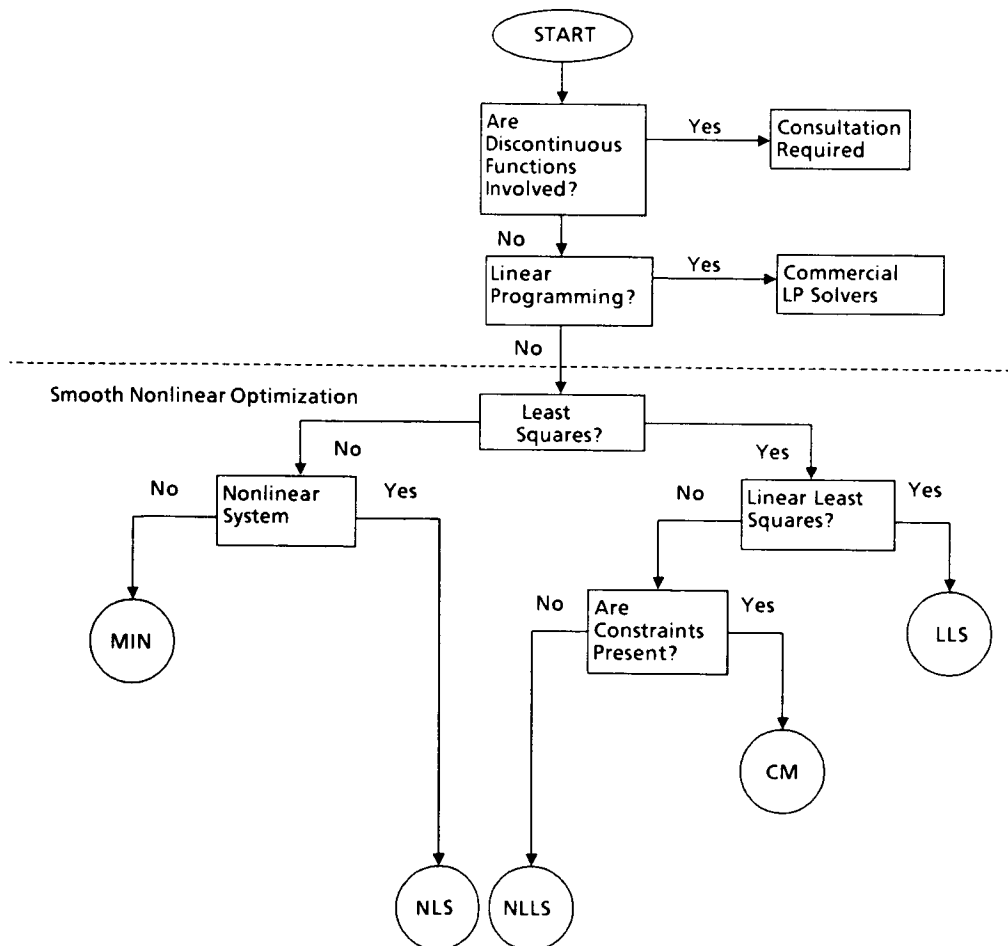 START
Are
Discontinuous
Functions
Involved?
Yes
Consultation
Required
No
Linear
Programming?
Yes
Commercial
LP Solvers
No
Smooth Nonlinear Optimization
Least
Squares?
No
Yes
No
Nonlinear
System
Yes
No
Linear Least
Squares?
Yes
No
Are
Constraints
Present?
Yes
MIN
LLS
CM
NLS
NLLS